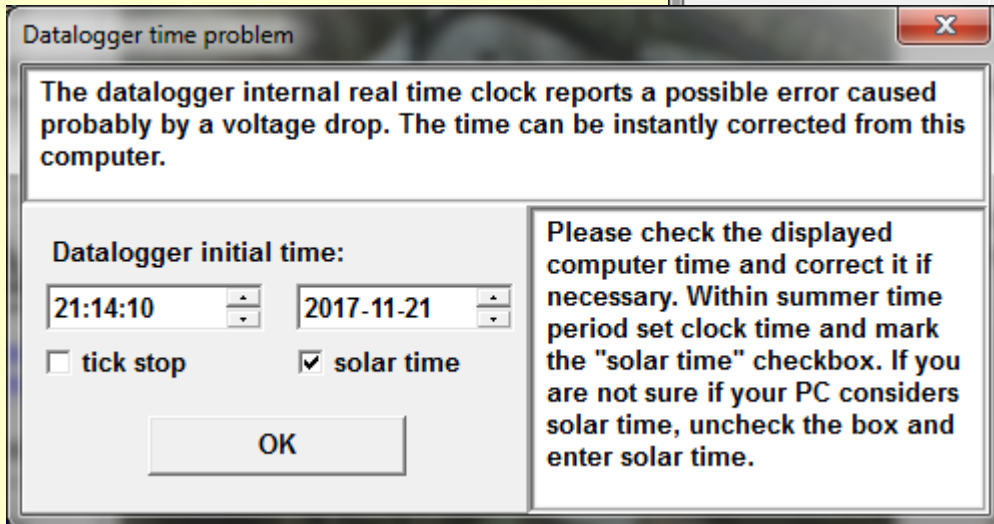 Datalogger time problem
The datalogger internal real time clock reports a possible error caused
probably by a voltage drop. The time can be instantly corrected from this
computer.
Datalogger initial time:
21:14:10
2017-11-21
tick stop
solar time
OK
Please check the displayed
computer time and correct it if
necessary. Within summer time
period set clock time and mark
the "solar time" checkbox. If you
are not sure if your PC considers
solar time, uncheck the box and
enter solar time.